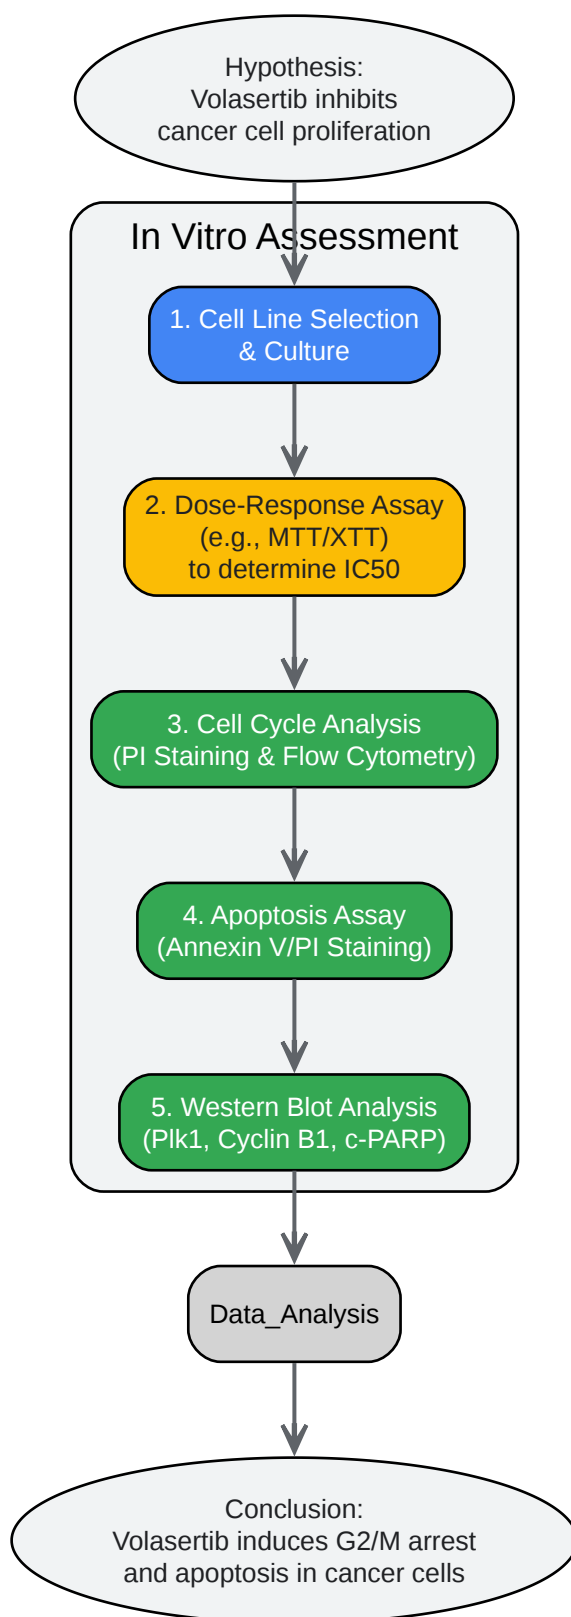 Hypothesis:
Volasertib inhibits
cancer cell proliferation
In Vitro Assessment
1. Cell Line Selection
& Culture
2. Dose-Response Assay
(e.g., MTT/XTT)
to determine IC50
3. Cell Cycle Analysis
(PI Staining & Flow Cytometry)
4. Apoptosis Assay
(Annexin V/PI Staining)
5. Western Blot Analysis
(Plk1, Cyclin B1, c-PARP)
Data_Analysis
Conclusion:
Volasertib induces G2/M arrest
and apoptosis in cancer cells